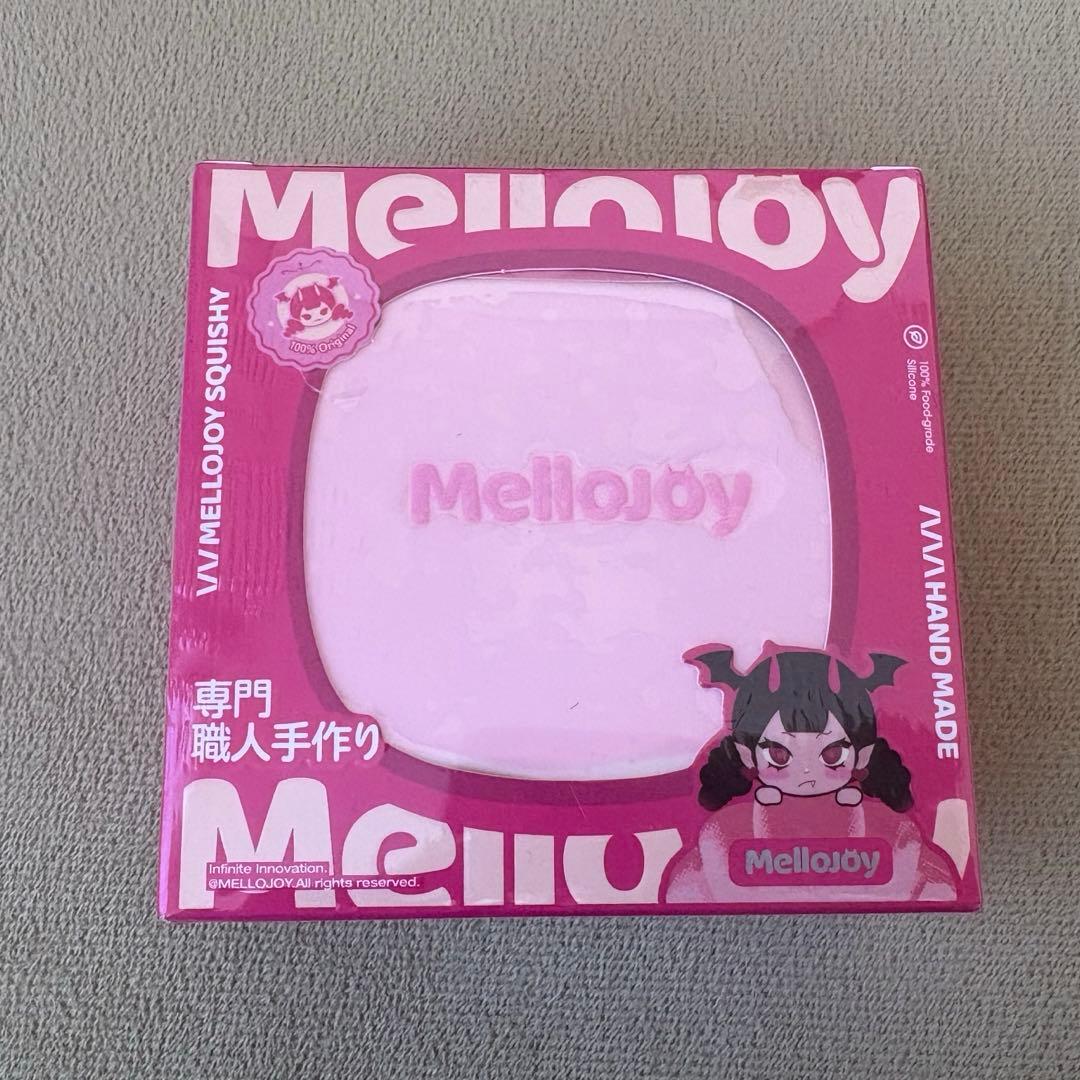 Mellojoy
100% Original
VVV MELLOJOY SQUISHY
100% Food-grade
Silicone
Mellojoy
HAND MADE
専門
職人手作り
Infinite Innovation.
@MELLOJOY.All rights reserved.
Mellojoy